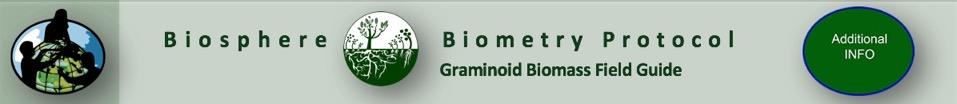 Biosphere Biometry Protocol
Graminoid Biomass Field Guide
Additional
INFO